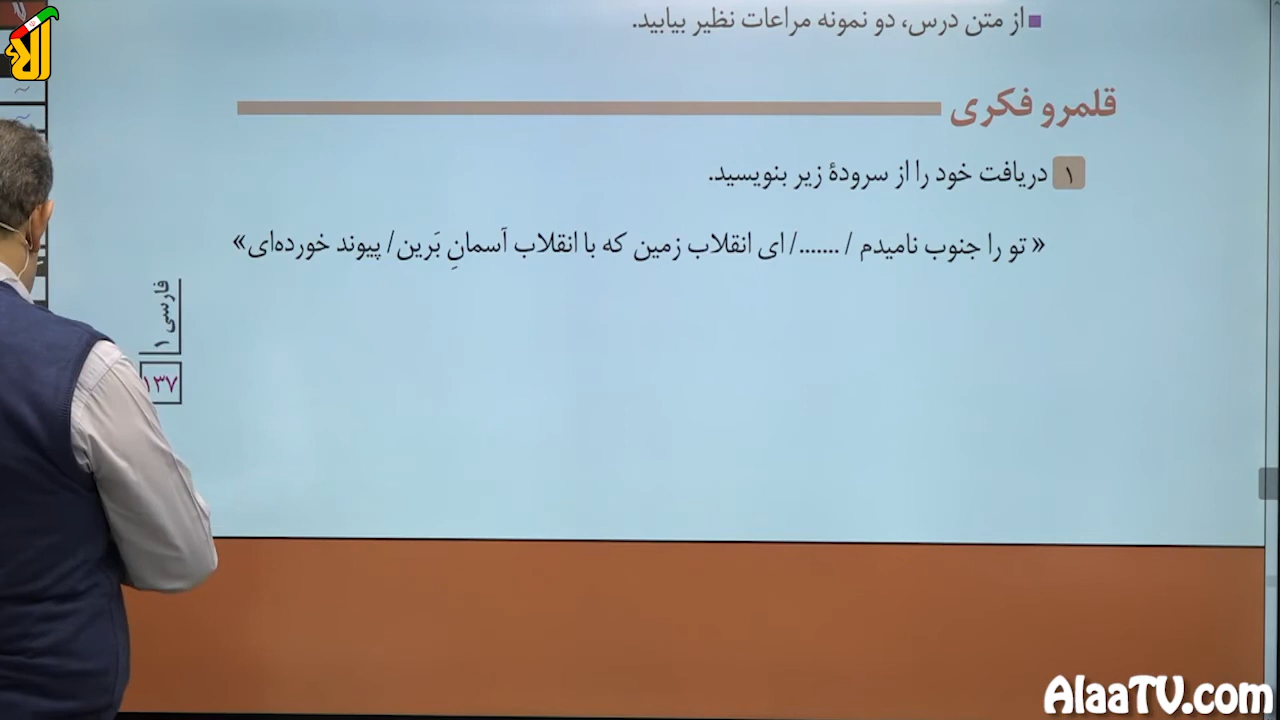 از متن درس، دو نمونه مراعات نظیر بیابید.
قلمرو فکری
۱ دریافت خود را از سرودهٔ زیر بنویسید.
« تو را جنوب نامیدم / ......./ ای انقلاب زمین که با انقلاب آسمانِ بَرین/ پیوند خورده‌ای»
فارسی ۱
۱۳۷
الا
AlaaTV.com